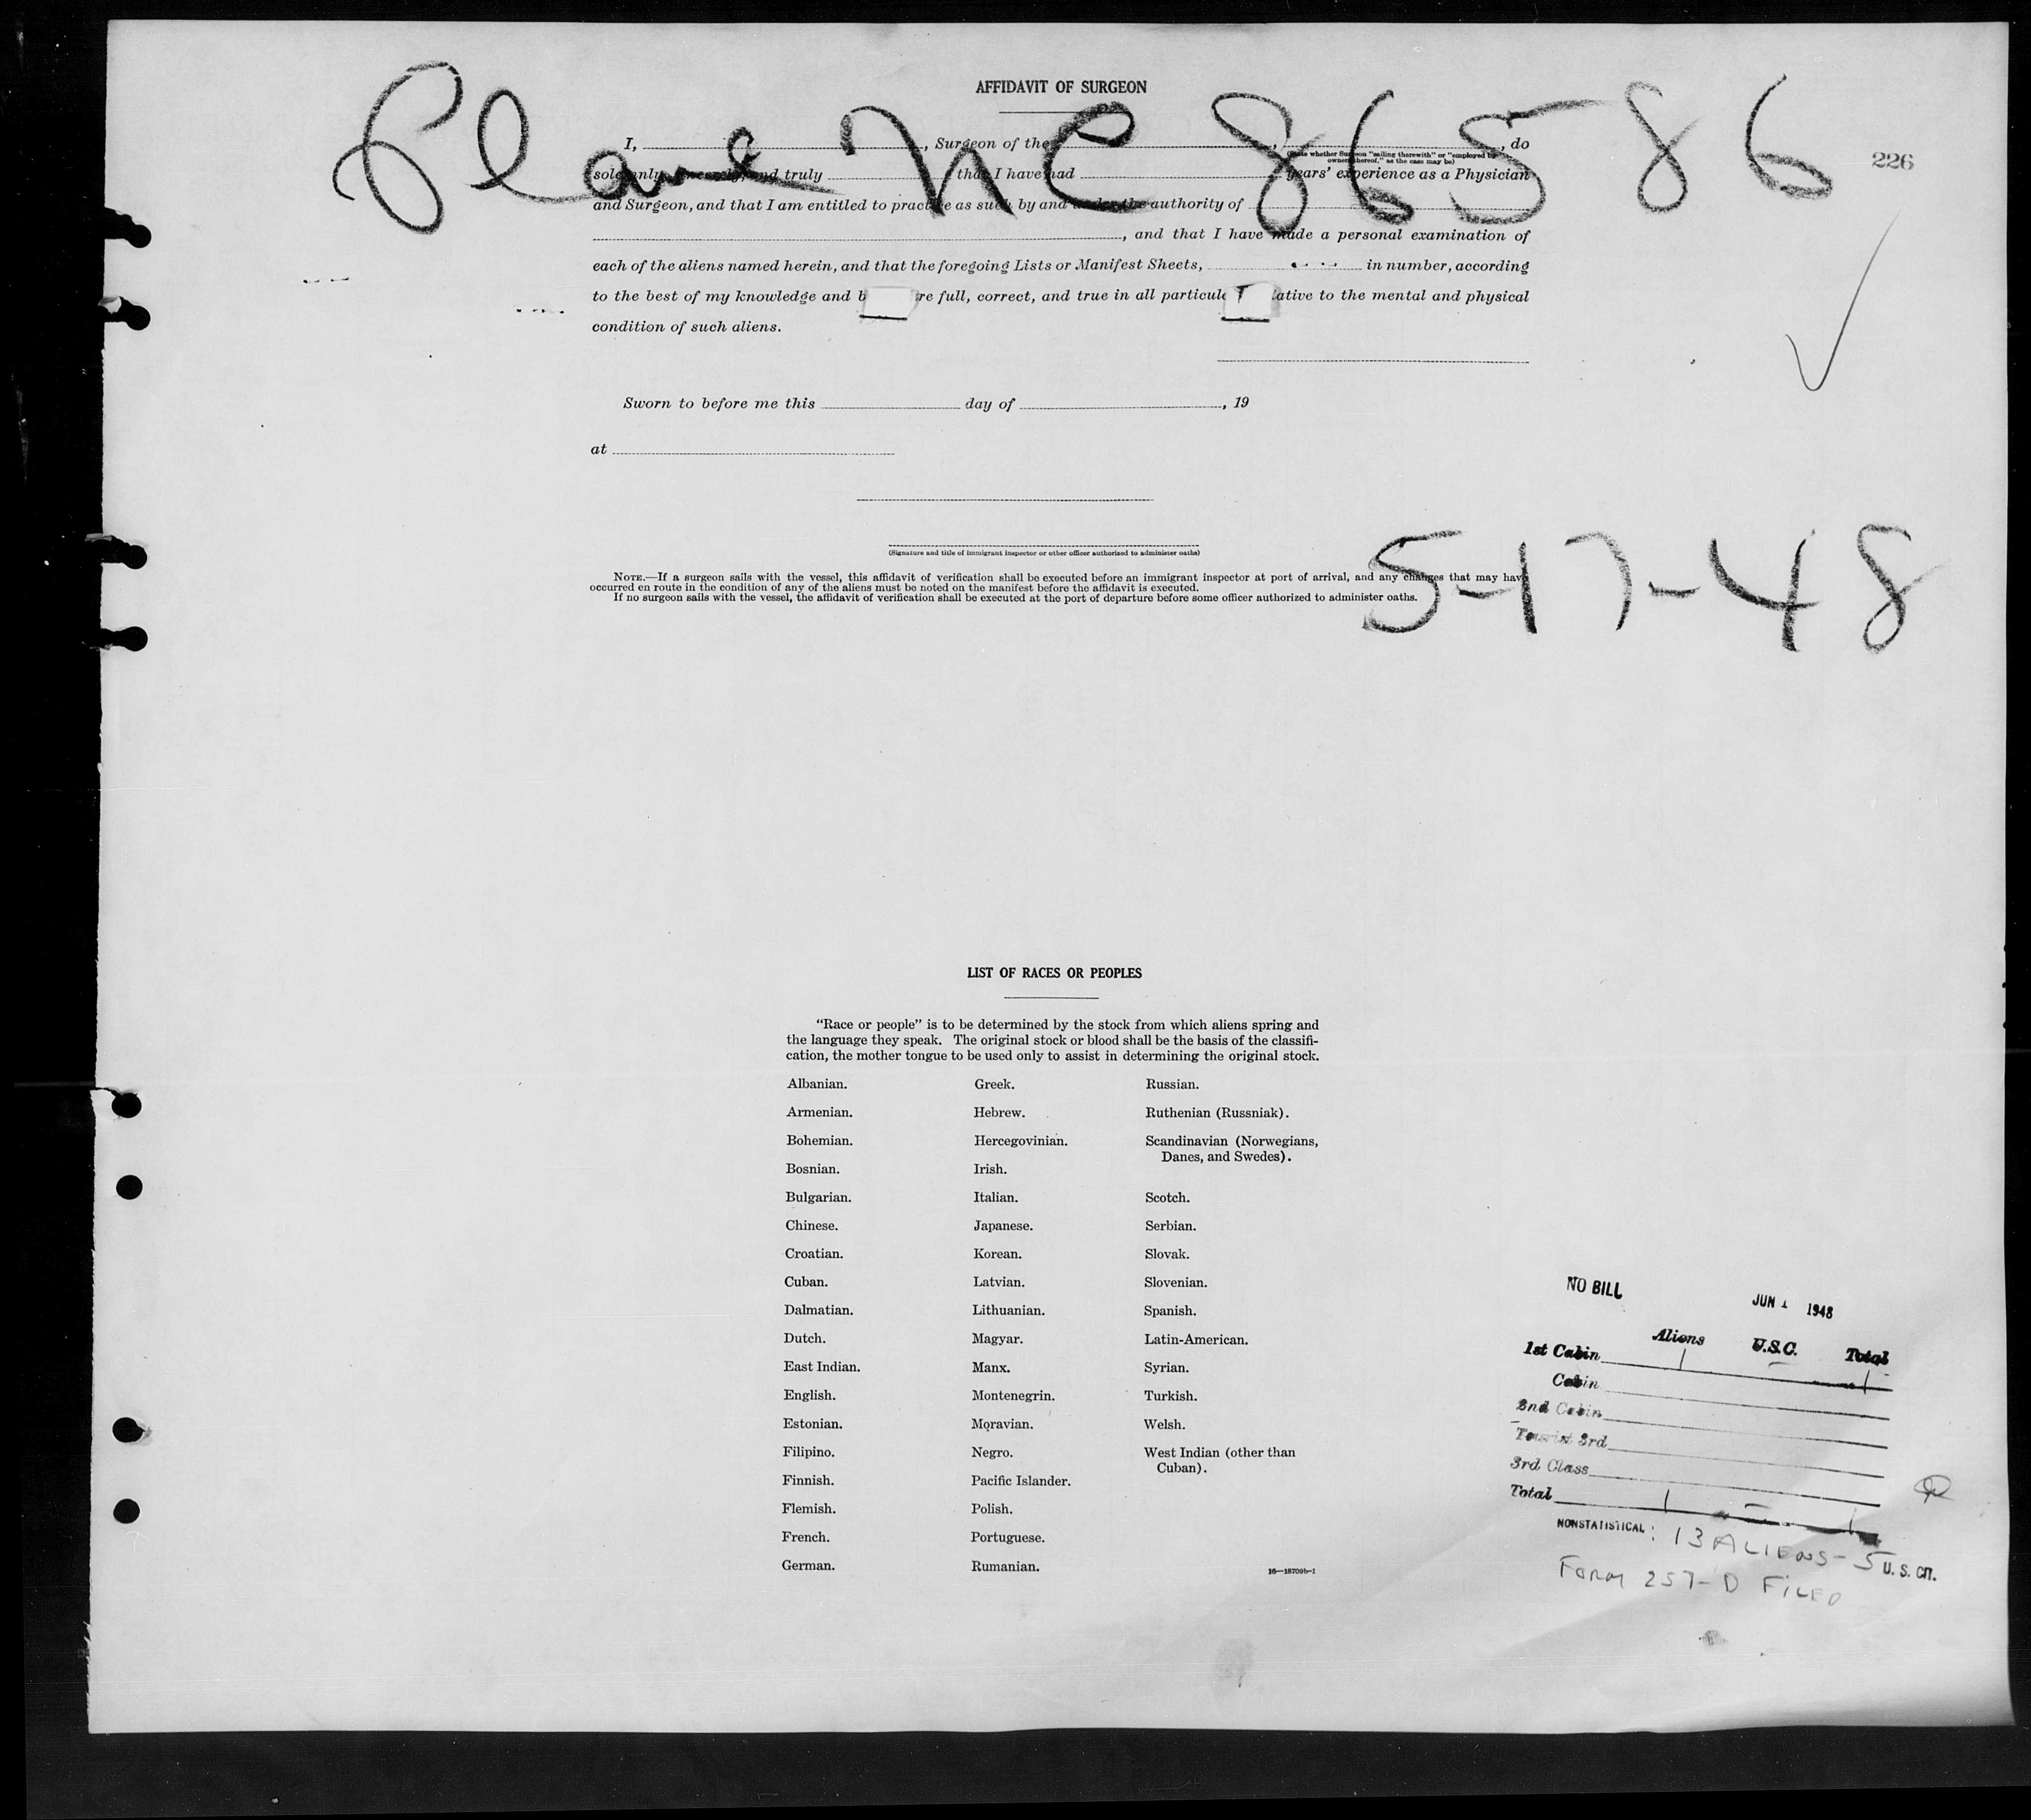 AFFIDAVIT OF SURGEON
Plane NC 86586
226
I, , Surgeon of the , , do
(State whether Surgeon "sailing therewith" or "employed by
owner thereof," as the case may be)
solemnly, sincerely, and truly that I have had years' experience as a Physician
and Surgeon, and that I am entitled to practice as such by and under the authority of
, and that I have made a personal examination of
each of the aliens named herein, and that the foregoing Lists or Manifest Sheets, in number, according
to the best of my knowledge and b re full, correct, and true in all particul lative to the mental and physical
condition of such aliens.
Sworn to before me this day of , 19
at
(Signature and title of immigrant inspector or other officer authorized to administer oaths)
5-17-48
NOTE.—If a surgeon sails with the vessel, this affidavit of verification shall be executed before an immigrant inspector at port of arrival, and any changes that may have
occurred en route in the condition of any of the aliens must be noted on the manifest before the affidavit is executed.
If no surgeon sails with the vessel, the affidavit of verification shall be executed at the port of departure before some officer authorized to administer oaths.
LIST OF RACES OR PEOPLES
"Race or people" is to be determined by the stock from which aliens spring and
the language they speak. The original stock or blood shall be the basis of the classifi-
cation, the mother tongue to be used only to assist in determining the original stock.
Albanian. Greek. Russian.
Armenian. Hebrew. Ruthenian (Russniak).
Bohemian. Hercegovinian. Scandinavian (Norwegians,
Danes, and Swedes).
Bosnian. Irish.
Bulgarian. Italian. Scotch.
Chinese. Japanese. Serbian.
Croatian. Korean. Slovak.
Cuban. Latvian. Slovenian.
Dalmatian. Lithuanian. Spanish.
Dutch. Magyar. Latin-American.
East Indian. Manx. Syrian.
English. Montenegrin. Turkish.
Estonian. Moravian. Welsh.
Filipino. Negro. West Indian (other than
Cuban).
Finnish. Pacific Islander.
Flemish. Polish.
French. Portuguese.
German. Rumanian.
16—18709b-1
NO BILL JUN 1 1948
Aliens U.S.C. Total
1st Cabin 1 - 1
Cabin
2nd Cabin
Tourist 3rd
3rd Class
Total 1 - 1
NONSTATISTICAL: 13 ALIENS - 5 U. S. CIT.
FORM 257-D FILED